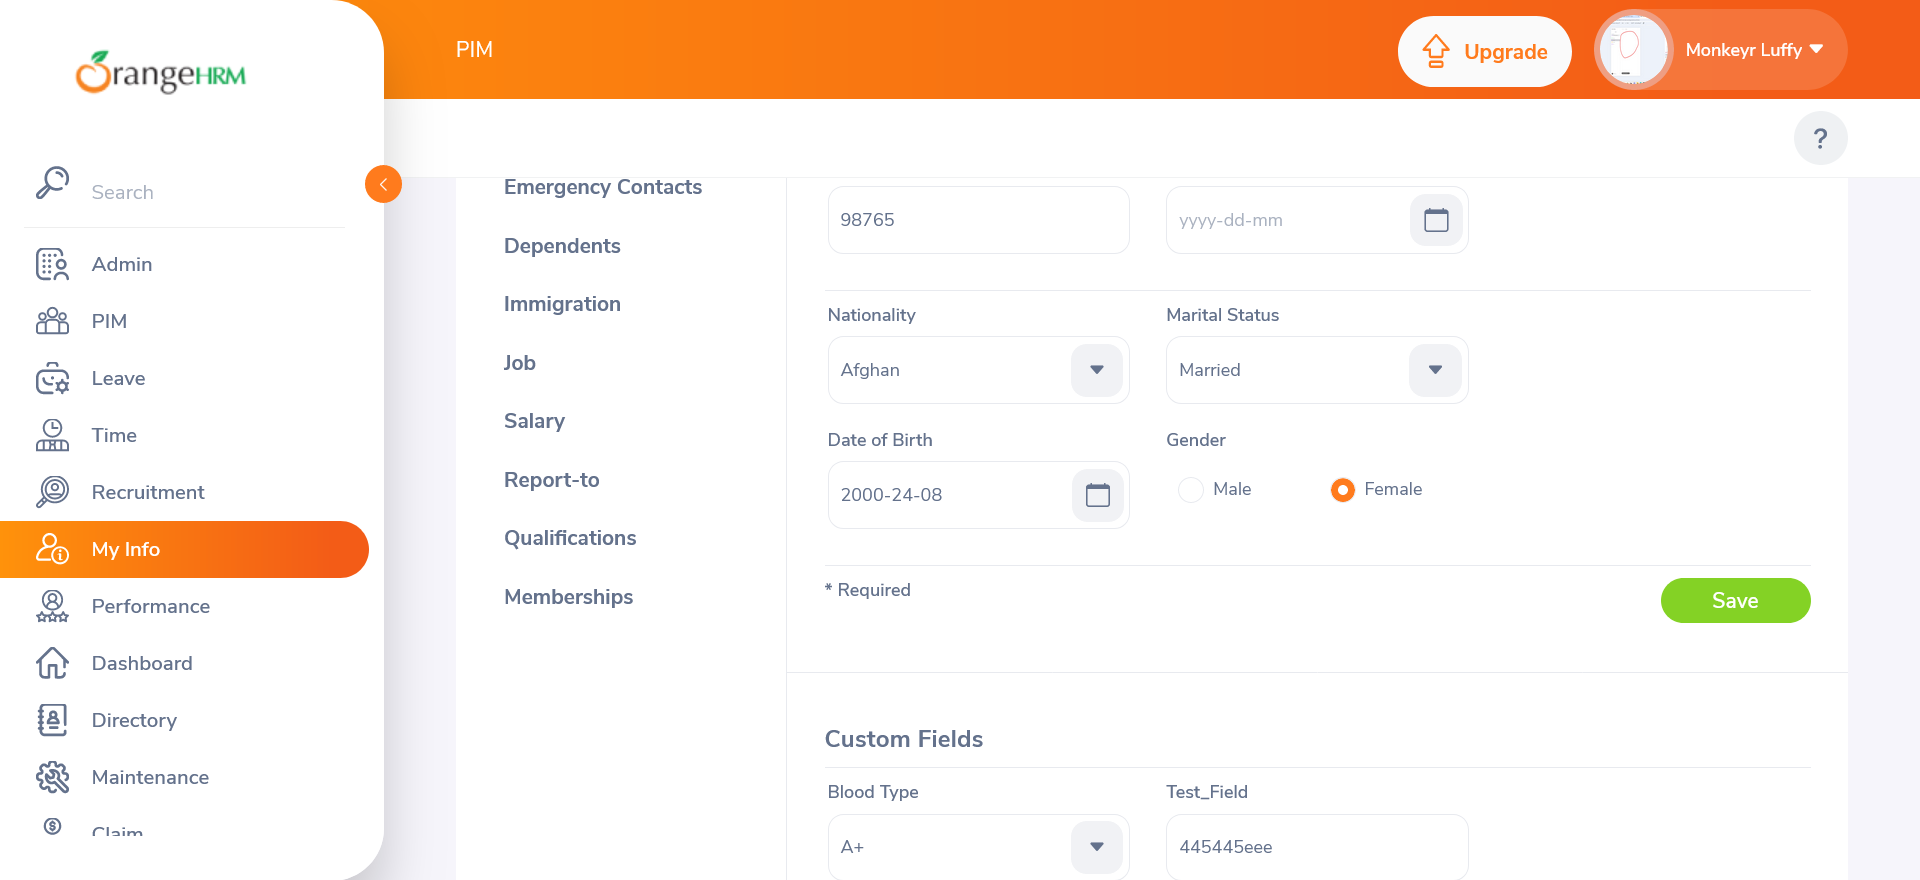 OrangeHRM
PIM
Upgrade
Monkeyr Luffy
?
Search
Admin
PIM
Leave
Time
Recruitment
My Info
Performance
Dashboard
Directory
Maintenance
Claim
Emergency Contacts
Dependents
Immigration
Job
Salary
Report-to
Qualifications
Memberships
98765
yyyy-dd-mm
Nationality
Marital Status
Afghan
Married
Date of Birth
Gender
2000-24-08
Male
Female
* Required
Save
Custom Fields
Blood Type
Test_Field
A+
445445eee